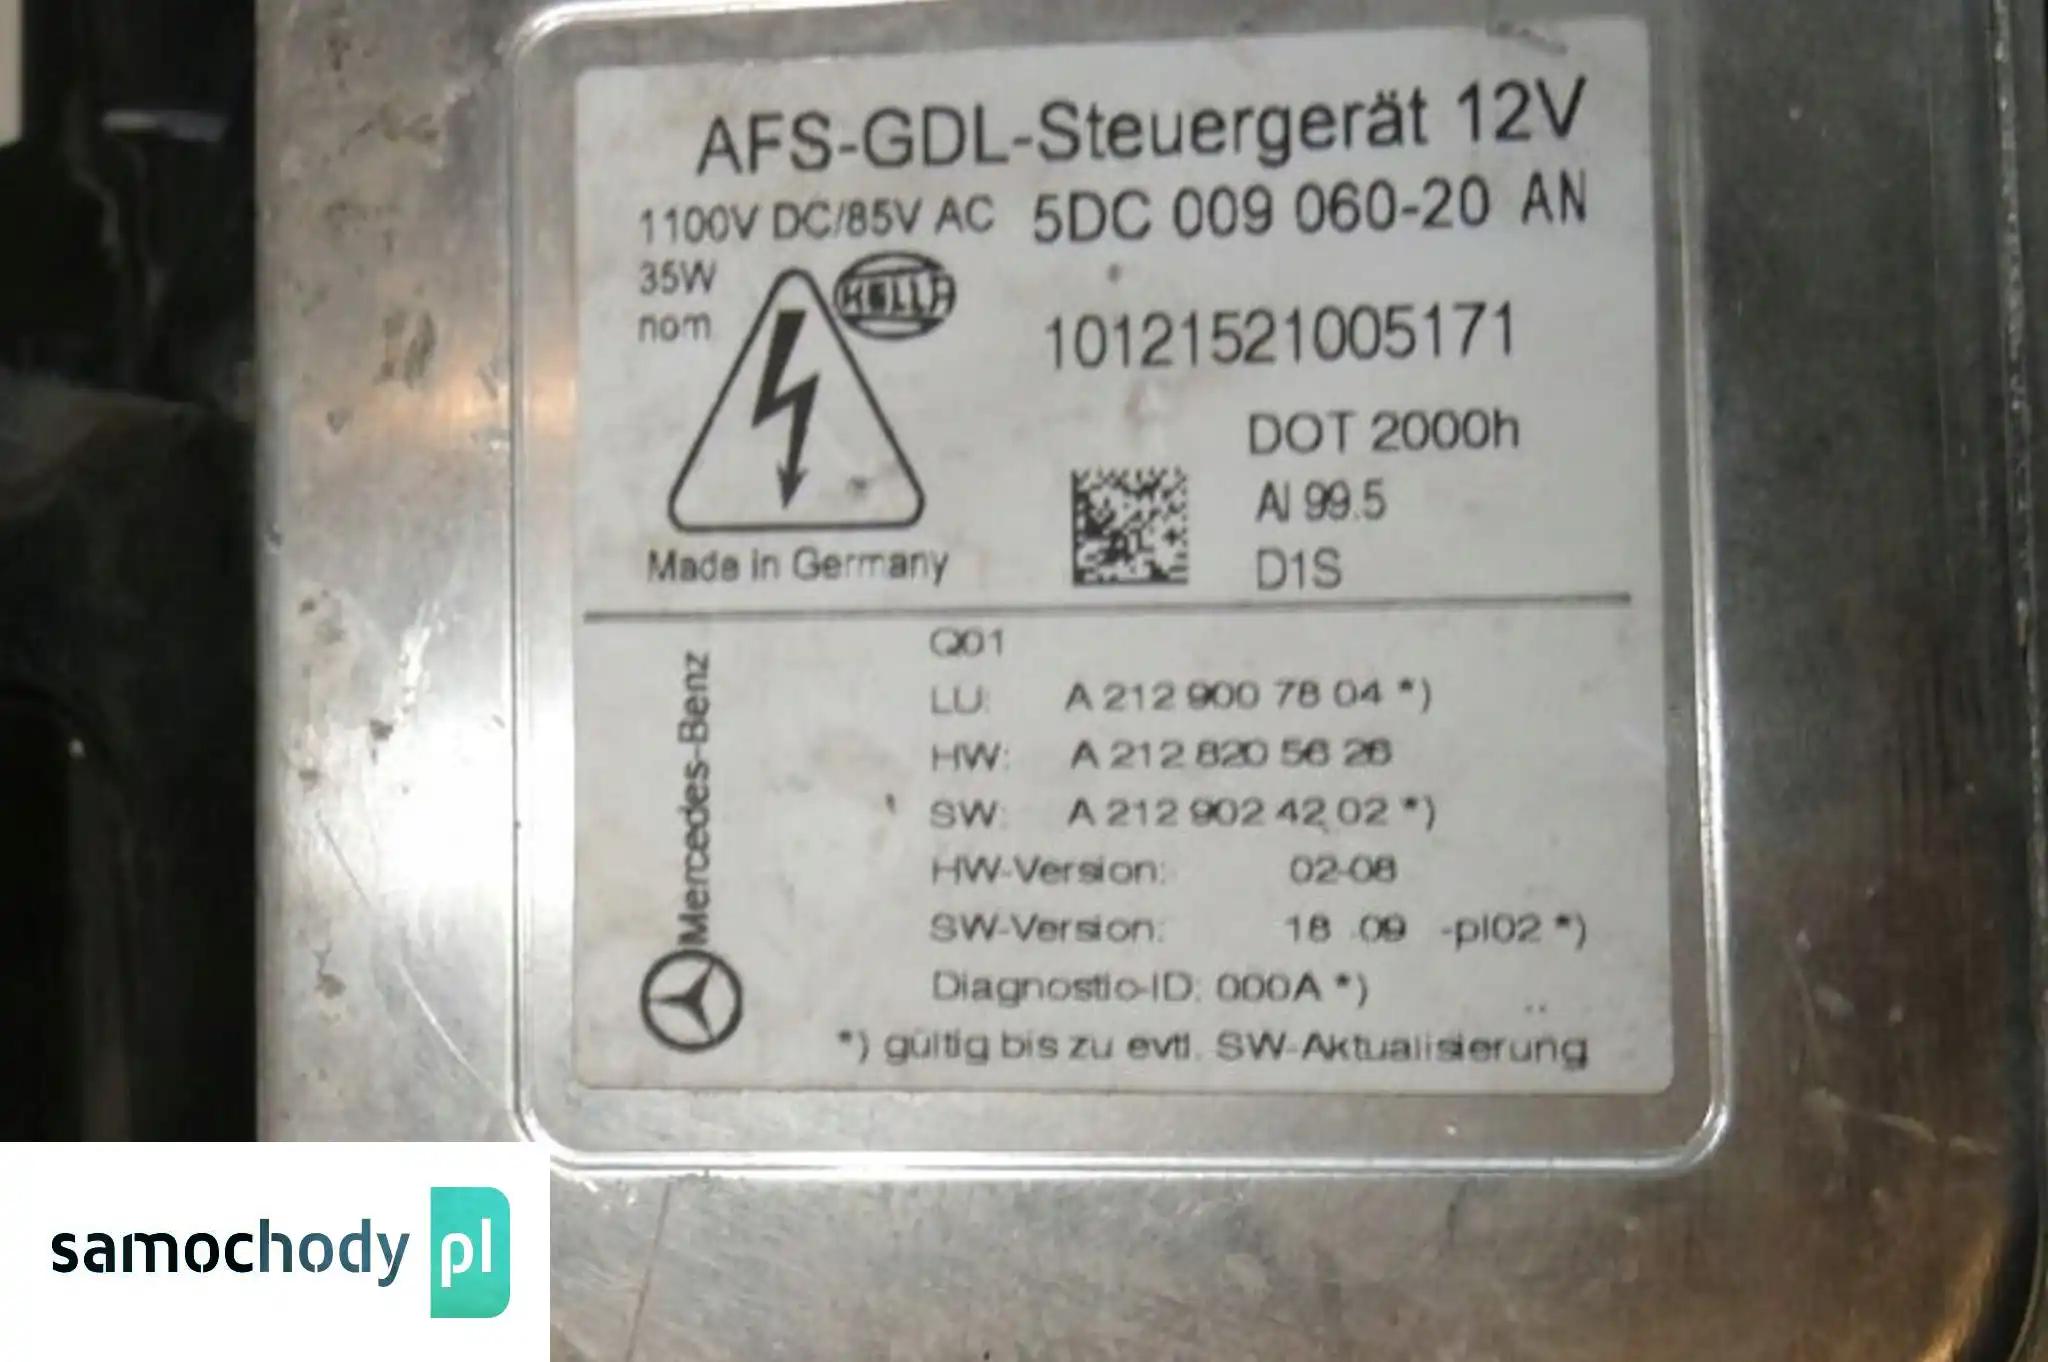 AFS-GDL-Steuergerät 12V
1100V DC/85V AC 5DC 009 060-20 AN
35W
nom
HELLA
10121521005171
DOT 2000h
Al 99.5
D1S
Made in Germany
Mercedes-Benz
Q01
LU: A 212 900 78 04 *)
HW: A 212 820 56 26
SW: A 212 902 42 02 *)
HW-Version: 02-08
SW-Version: 18 .09 -pl02 *)
Diagnostic-ID: 000A *)
*) gültig bis zu evtl. SW-Aktualisierung
samochody pl